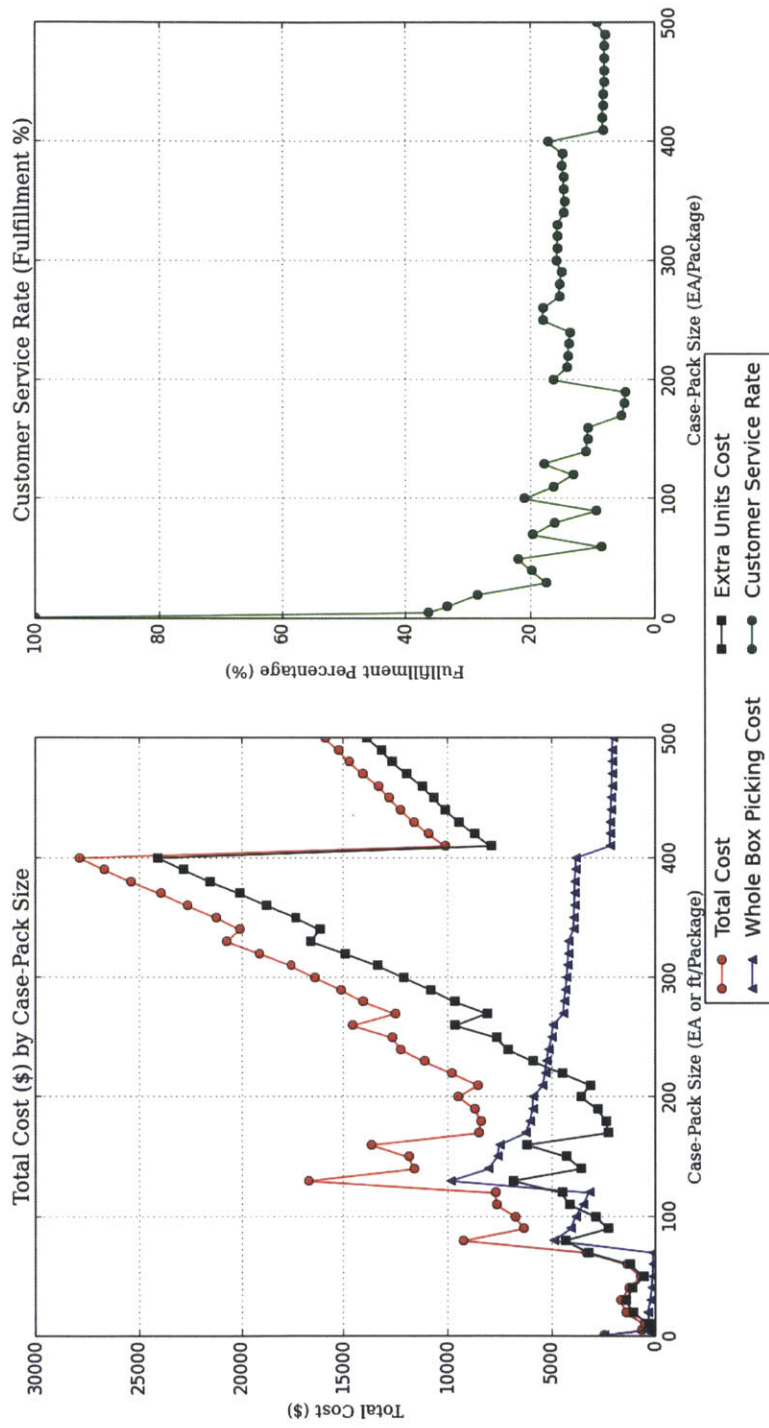 Total Cost ($) by Case-Pack Size
Total Cost ($)
30000
25000
20000
15000
10000
5000
0
0
100
200
300
400
500
Case-Pack Size (EA or ft/Package)
Customer Service Rate (Fulfillment %)
Fullfillment Percentage (%)
100
80
60
40
20
0
0
100
200
300
400
500
Case-Pack Size (EA/Package)
Total Cost
Whole Box Picking Cost
Extra Units Cost
Customer Service Rate